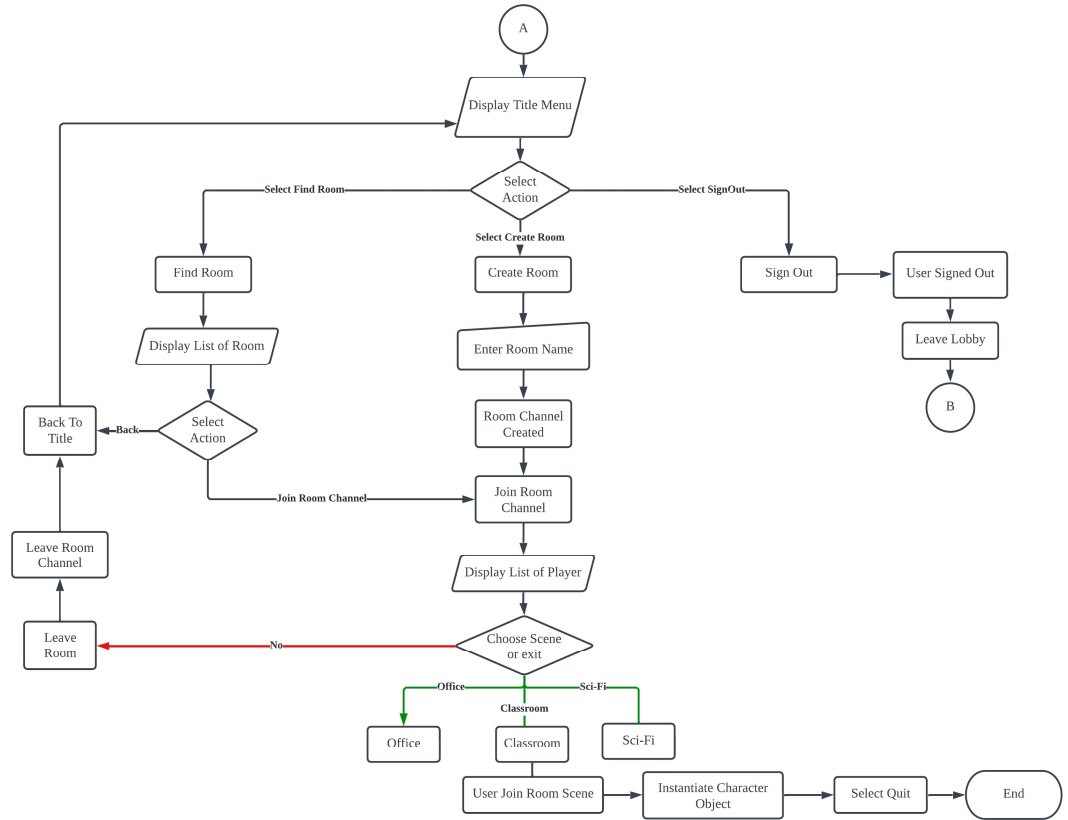 A
Display Title Menu
Select
Action
Select Find Room
Select SignOut
Select Create Room
Find Room
Create Room
Sign Out
User Signed Out
Display List of Room
Enter Room Name
Leave Lobby
B
Back To
Title
Back
Select
Action
Room Channel
Created
Join Room Channel
Join Room
Channel
Leave Room
Channel
Display List of Player
Leave
Room
No
Choose Scene
or exit
Office
Sci-Fi
Classroom
Office
Classroom
Sci-Fi
User Join Room Scene
Instantiate Character
Object
Select Quit
End